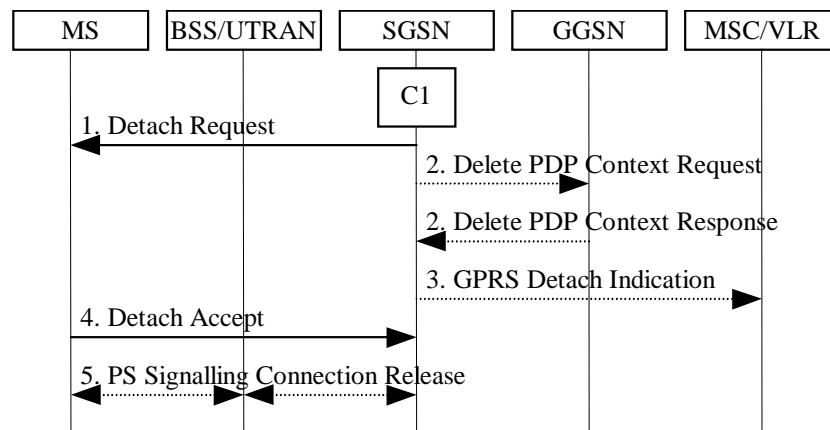 MS
BSS/UTRAN
SGSN
GGSN
MSC/VLR
C1
1. Detach Request
2. Delete PDP Context Request
2. Delete PDP Context Response
3. GPRS Detach Indication
4. Detach Accept
5. PS Signalling Connection Release